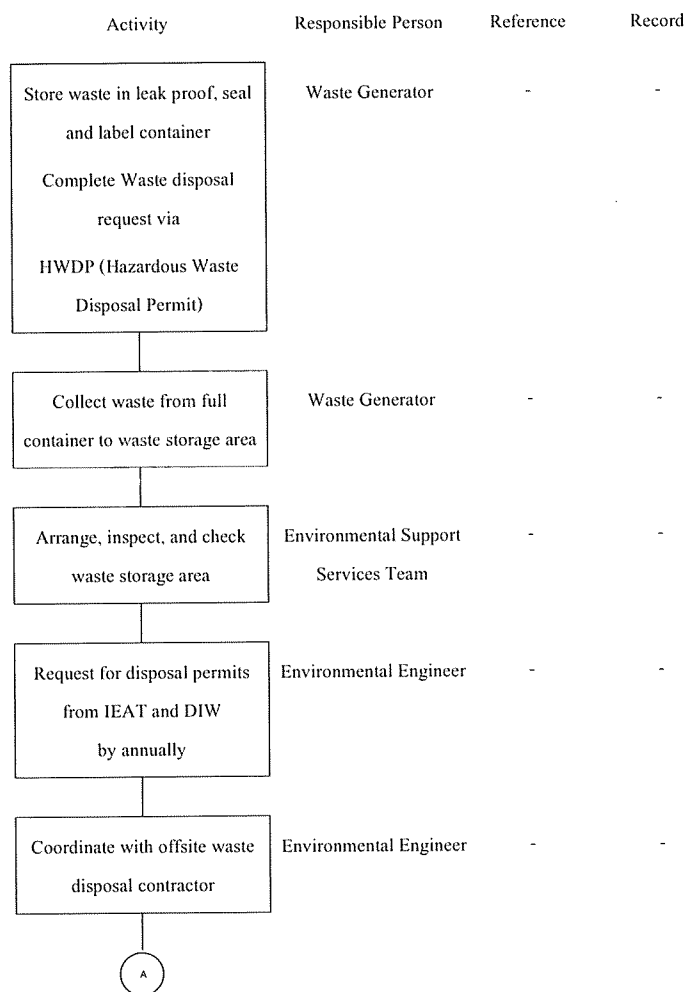 Activity Responsible Person Reference Record
Store waste in leak proof, seal Waste Generator - -
and label container
Complete Waste disposal
request via
HWDP (Hazardous Waste
Disposal Permit)
Collect waste from full Waste Generator - -
container to waste storage area
Arrange, inspect, and check Environmental Support - -
waste storage area Services Team
Request for disposal permits Environmental Engineer - -
from IEAT and DIW
by annually
Coordinate with offsite waste Environmental Engineer - -
disposal contractor
A